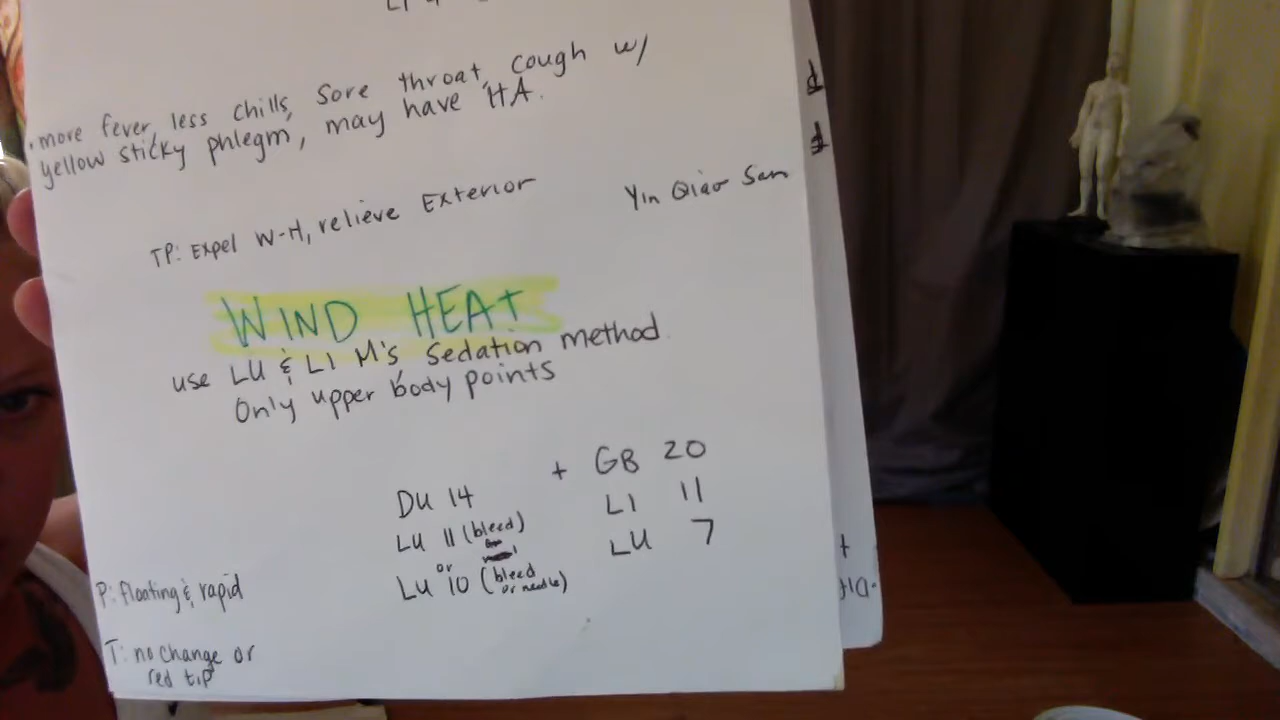 LI 4
• more fever, less chills, sore throat, cough w/
yellow sticky phlegm, may have HA.
TP: Expel W-H, relieve Exterior
Yin Qiao San
WIND HEAT
use LU & LI M's, sedation method.
Only upper body points
+ GB 20
DU 14
LI 11
LU 11 (bleed)
LU 7
or
LU 10 (bleed
or needle)
P: floating & rapid
T: no change or
red tip